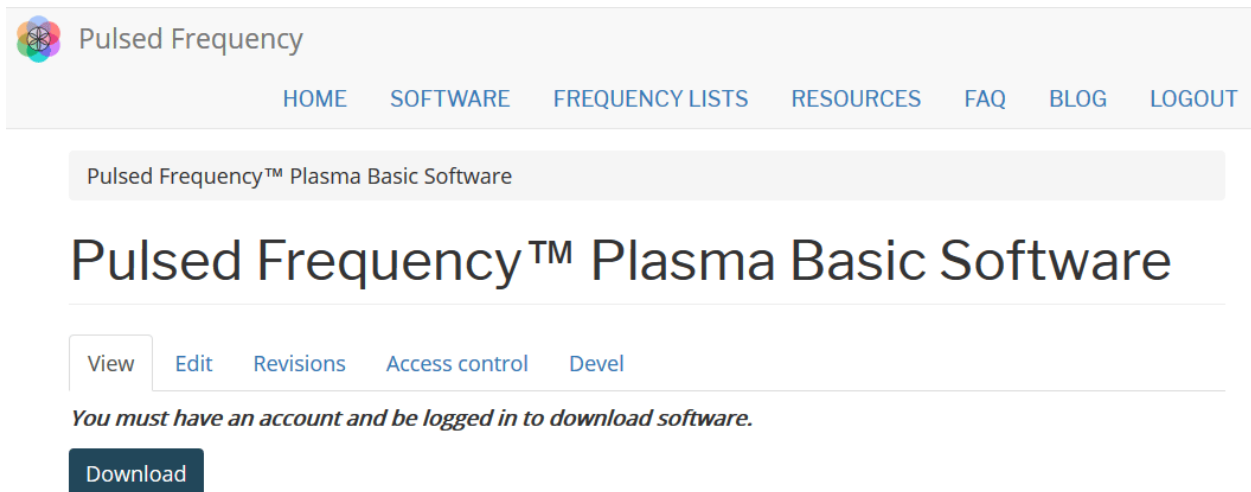 Pulsed Frequency
HOME SOFTWARE FREQUENCY LISTS RESOURCES FAQ BLOG LOGOUT
Pulsed Frequency™ Plasma Basic Software
Pulsed Frequency™ Plasma Basic Software
View Edit Revisions Access control Devel
You must have an account and be logged in to download software.
Download